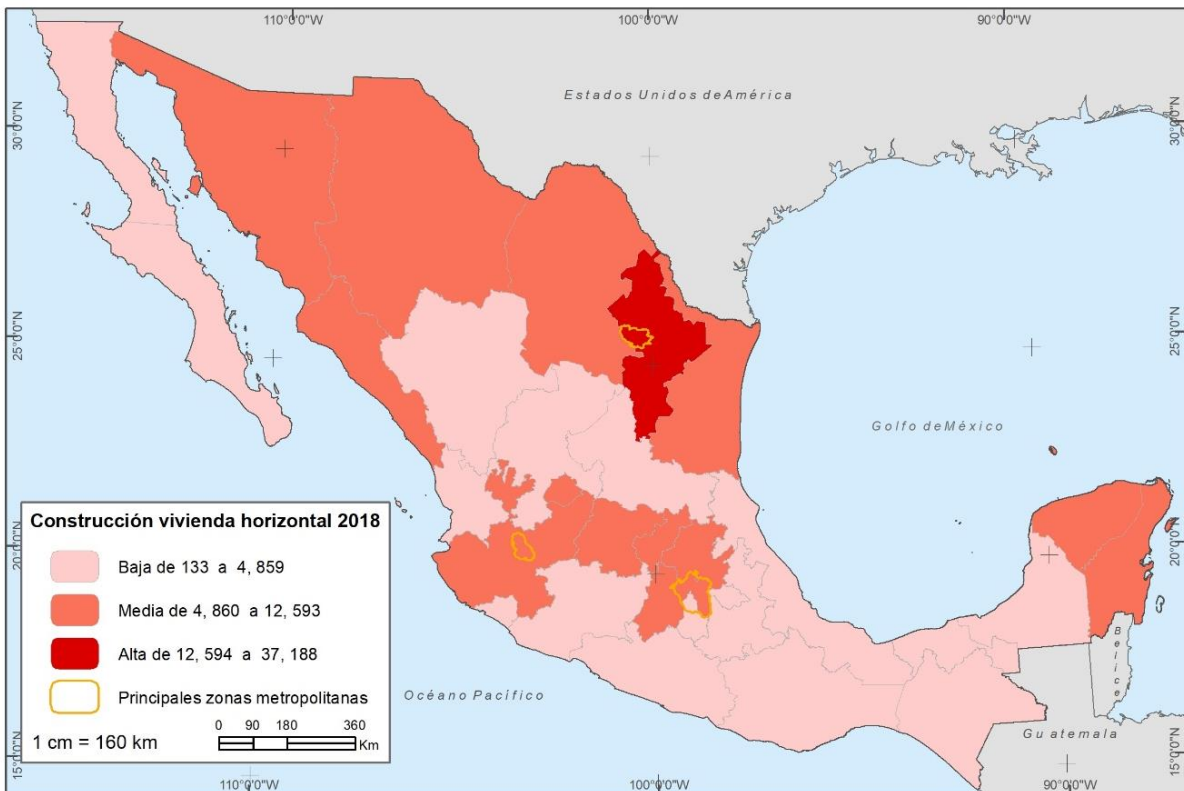 110°0'0"W
100°0'0"W
90°0'0"W
Estados Unidos de América
30°0'0"N
30°0'0"N
25°0'0"N
25°0'0"N
Golfo de México
Construcción vivienda horizontal 2018
Baja de 133 a 4, 859
Media de 4, 860 a 12, 593
Alta de 12, 594 a 37, 188
Principales zonas metropolitanas
0 90 180 360
Km
1 cm = 160 km
20°0'0"N
20°0'0"N
Belice
Océano Pacífico
Guatemala
15°0'0"N
15°0'0"N
110°0'0"W
100°0'0"W
90°0'0"W